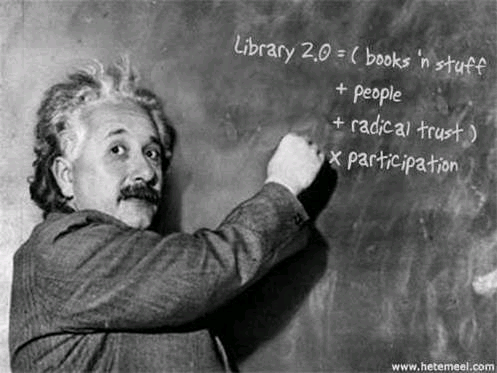 Library 2.0 = ( books 'n stuff
+ people
+ radical trust )
x participation
www.hetemeel.com